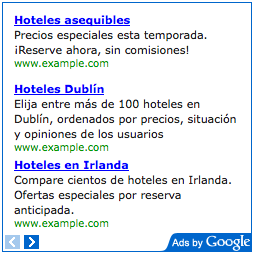 Hoteles asequibles
Precios especiales esta temporada.
¡Reserve ahora, sin comisiones!
www.example.com
Hoteles Dublín
Elija entre más de 100 hoteles en
Dublín, ordenados por precios, situación
y opiniones de los usuarios
www.example.com
Hoteles en Irlanda
Compare cientos de hoteles en Irlanda.
Ofertas especiales por reserva
anticipada.
www.example.com
Ads by Google